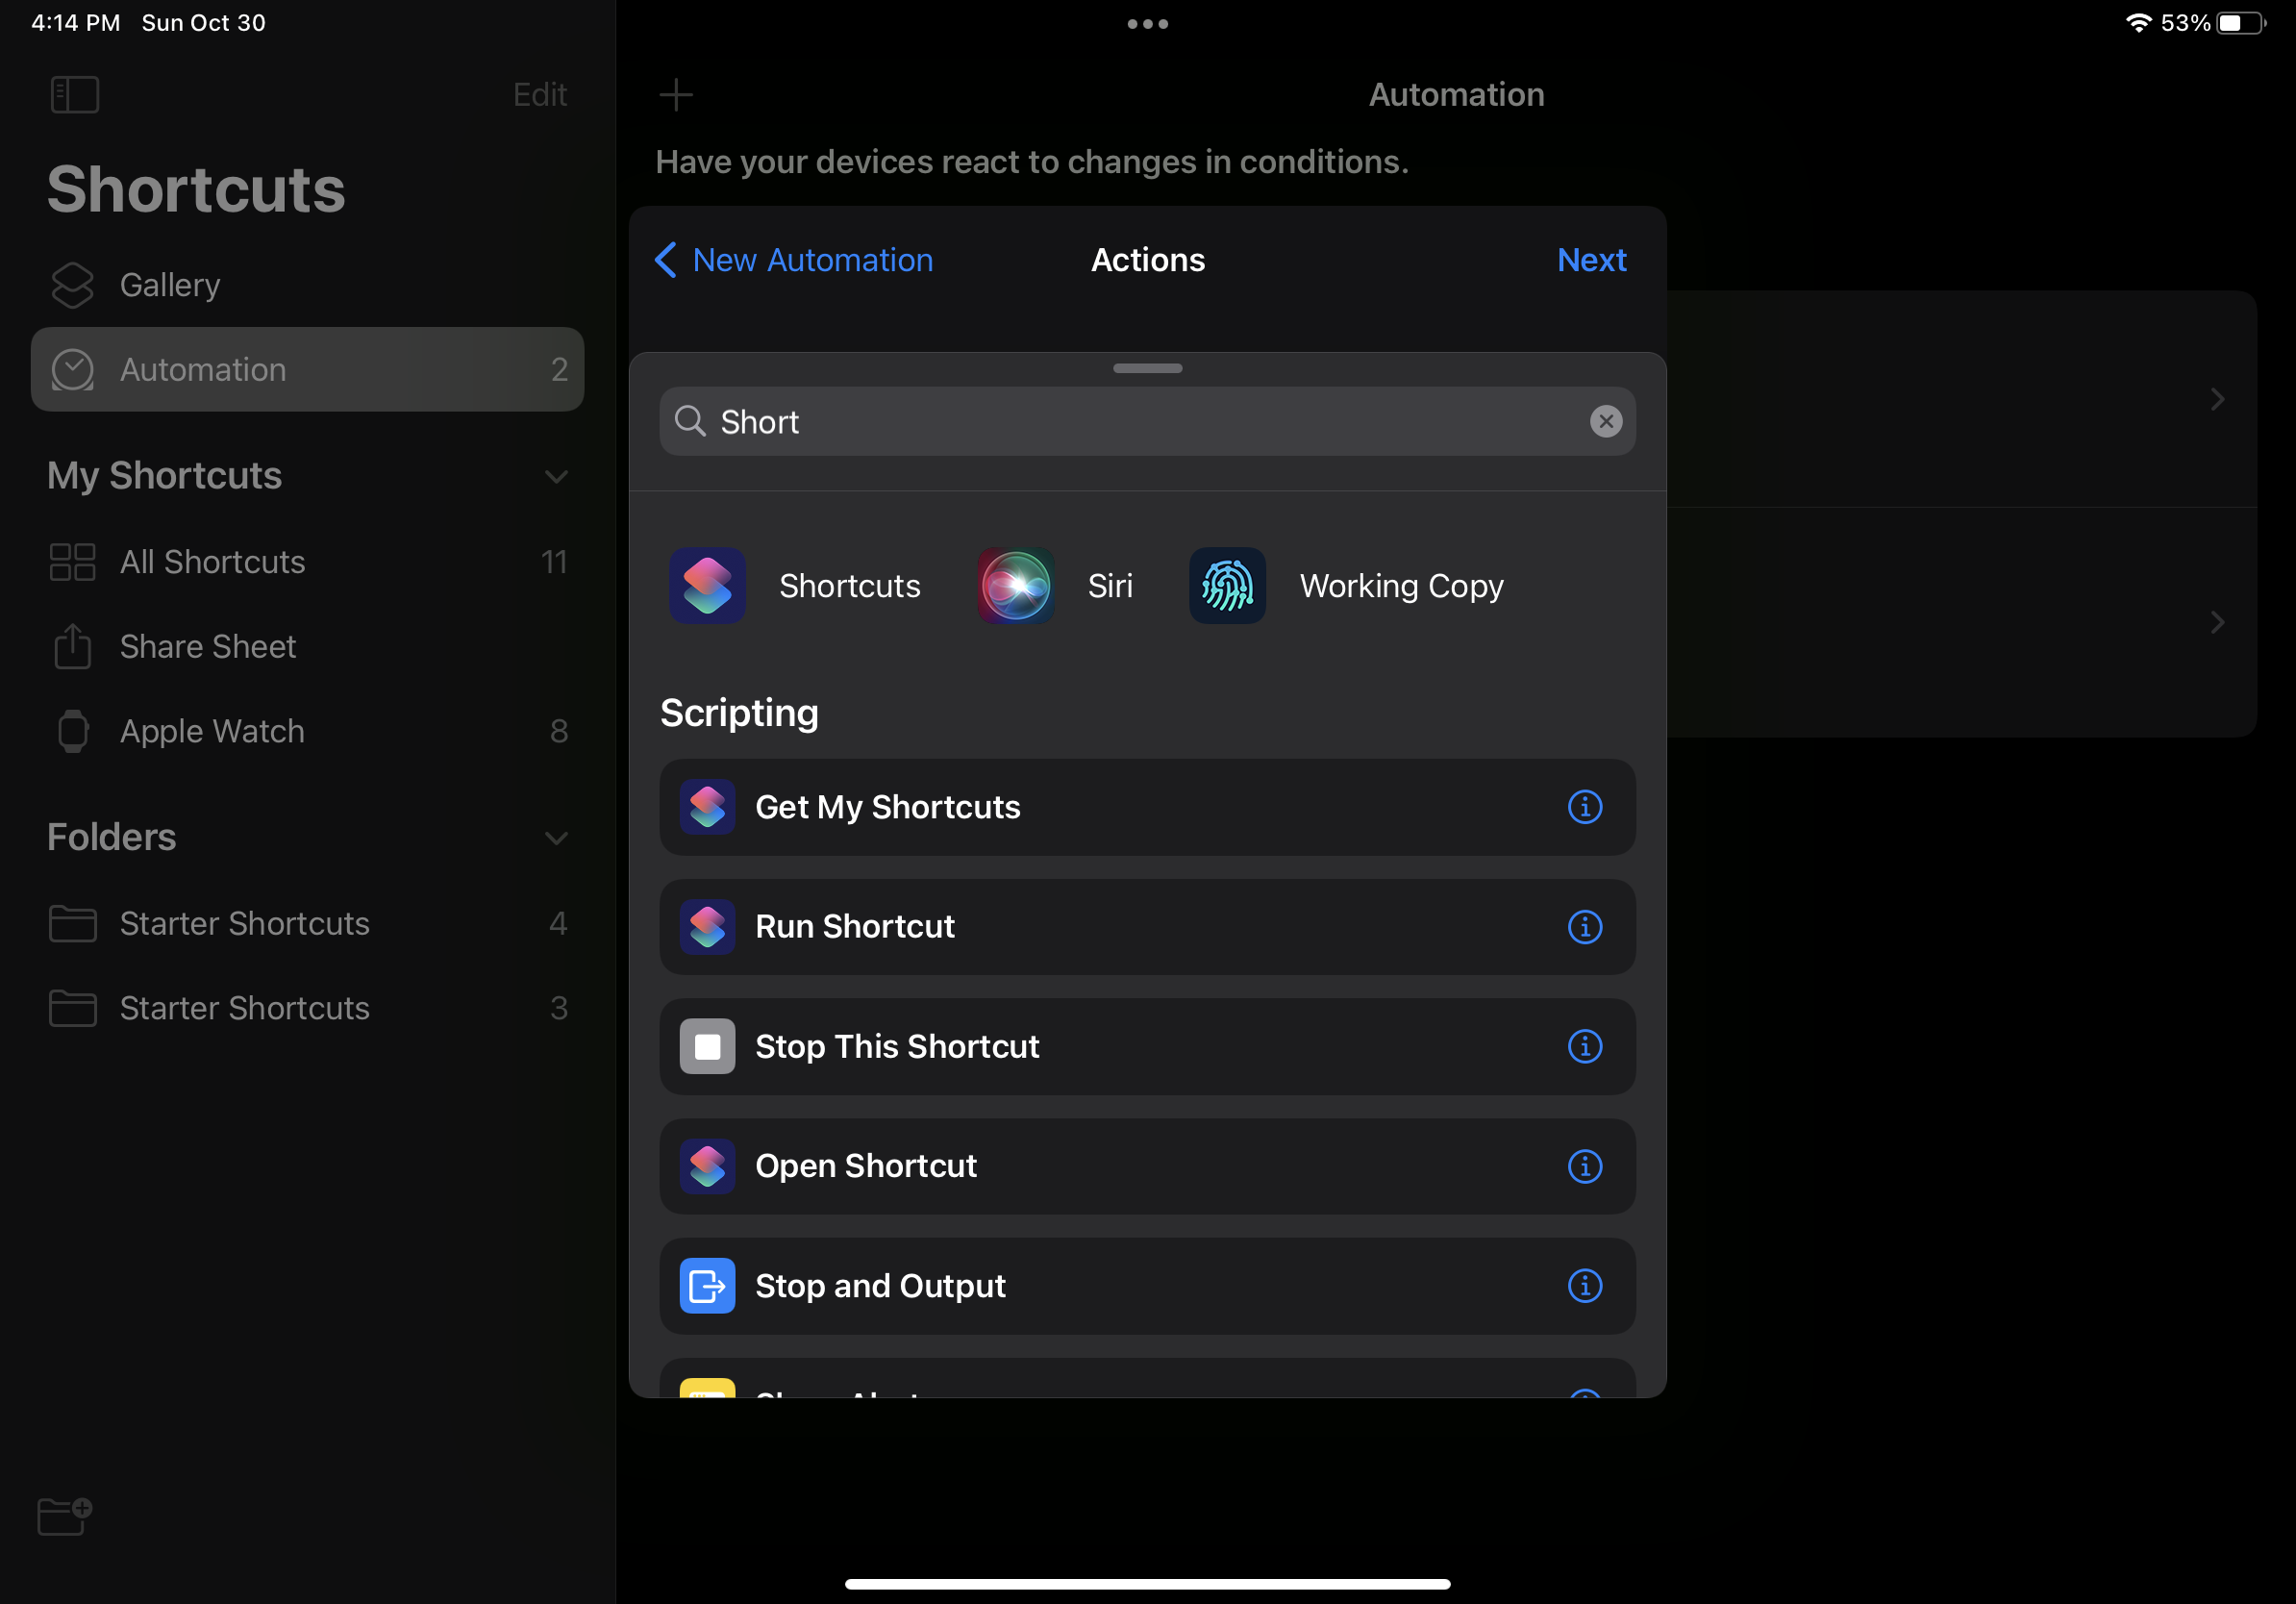 4:14 PM Sun Oct 30
53%
Edit
Shortcuts
Gallery
Automation 2
My Shortcuts
All Shortcuts 11
Share Sheet
Apple Watch 8
Folders
Starter Shortcuts 4
Starter Shortcuts 3
Automation
Have your devices react to changes in conditions.
New Automation Actions Next
Short
Shortcuts Siri Working Copy
Scripting
Get My Shortcuts
Run Shortcut
Stop This Shortcut
Open Shortcut
Stop and Output